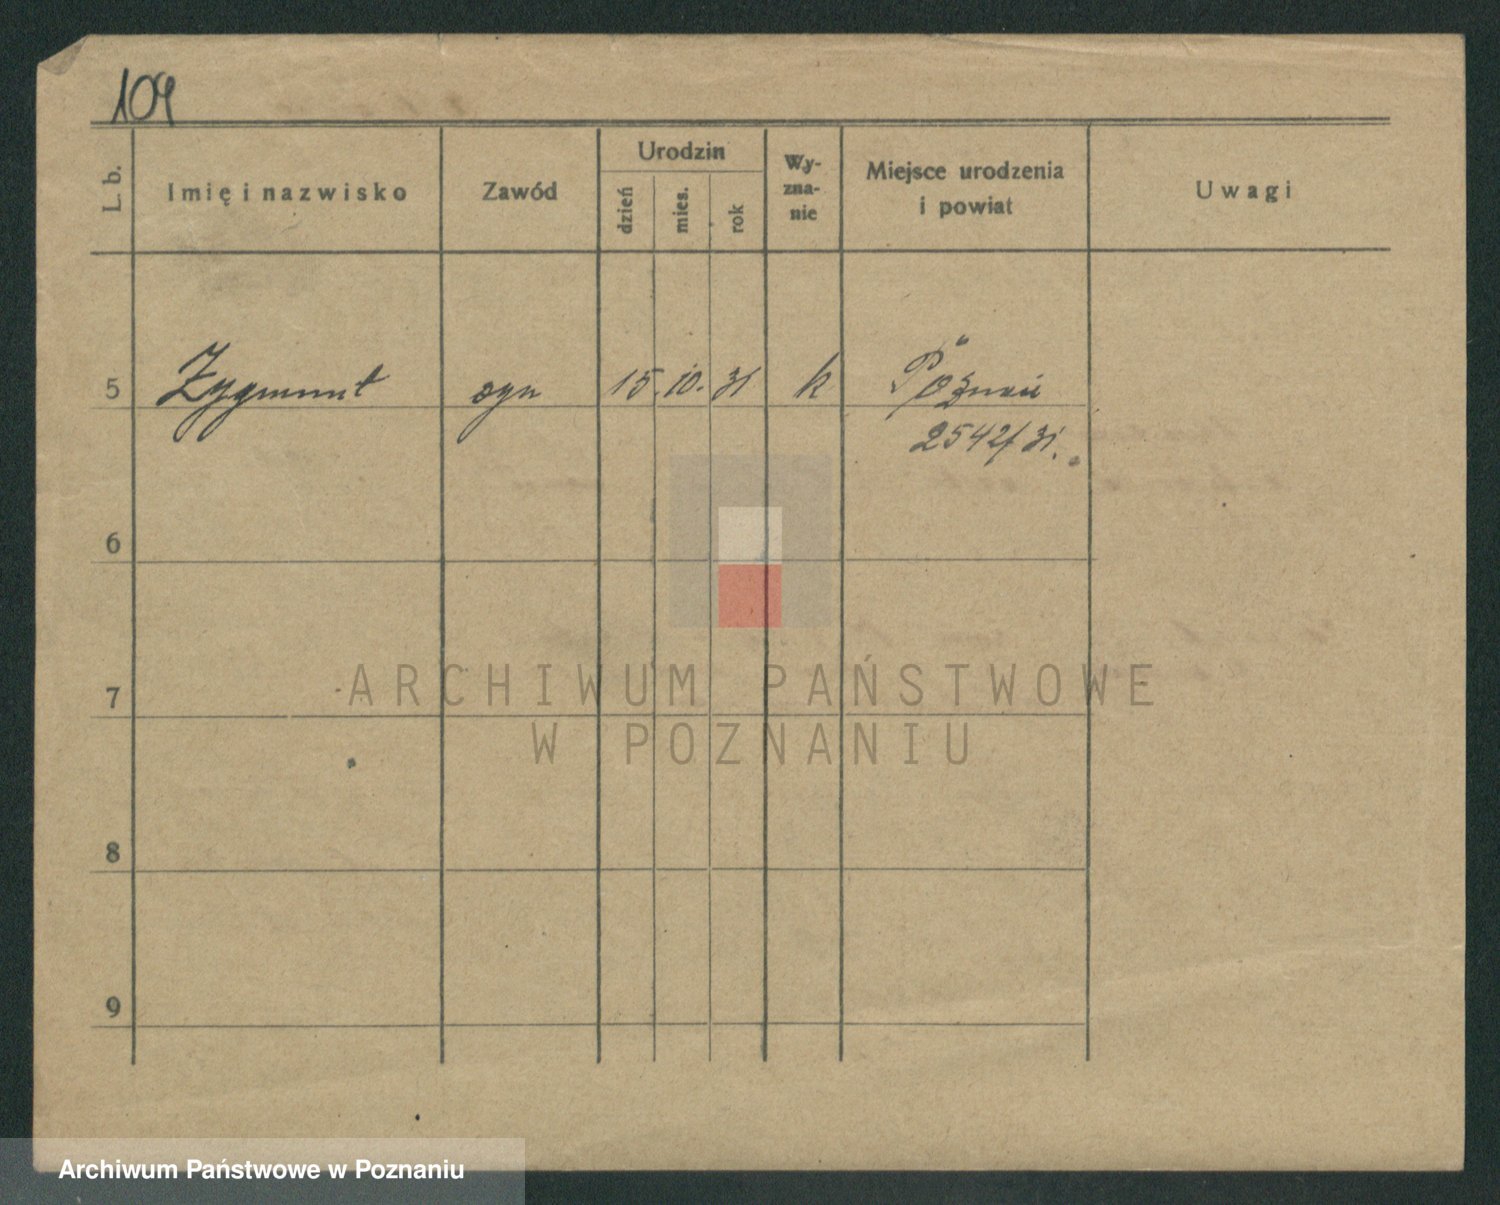 109
L. b.
Imię i nazwisko
Zawód
Urodzin
dzień
mies.
rok
Wy-
zna-
nie
Miejsce urodzenia
i powiat
Uwagi
5 Zygmunt syn 15. 10. 31 k Poznań
2542/31.
6
7
8
9
ARCHIWUM PAŃSTWOWE
W POZNANIU
Archiwum Państwowe w Poznaniu